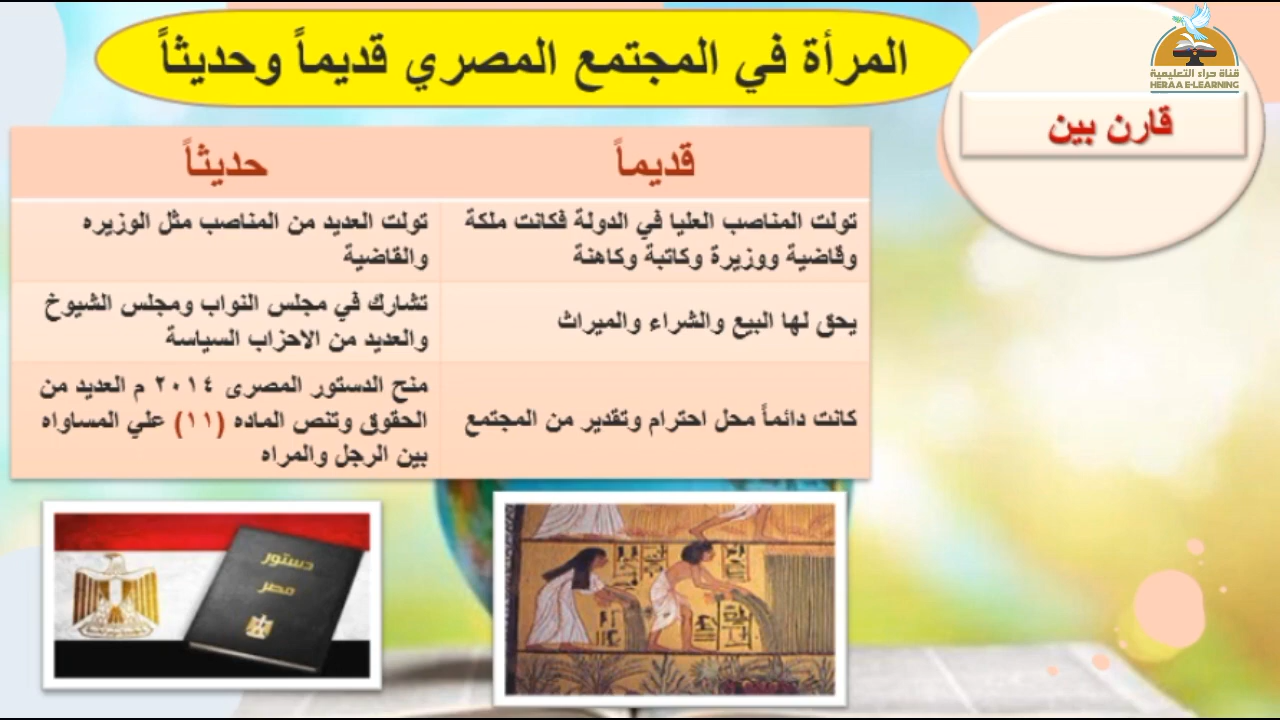 المرأة في المجتمع المصري قديماً وحديثاً
قناة حراء التعليمية
HERAA E-LEARNING
قارن بين
قديماً
حديثاً
تولت المناصب العليا في الدولة فكانت ملكة
وقاضية ووزيرة وكاتبة وكاهنة
تولت العديد من المناصب مثل الوزيره
والقاضية
يحق لها البيع والشراء والميراث
تشارك في مجلس النواب ومجلس الشيوخ
والعديد من الاحزاب السياسة
كانت دائماً محل احترام وتقدير من المجتمع
منح الدستور المصرى ٢٠١٤ م العديد من
الحقوق وتنص الماده (١١) علي المساواه
بين الرجل والمراه
دستور
مصر